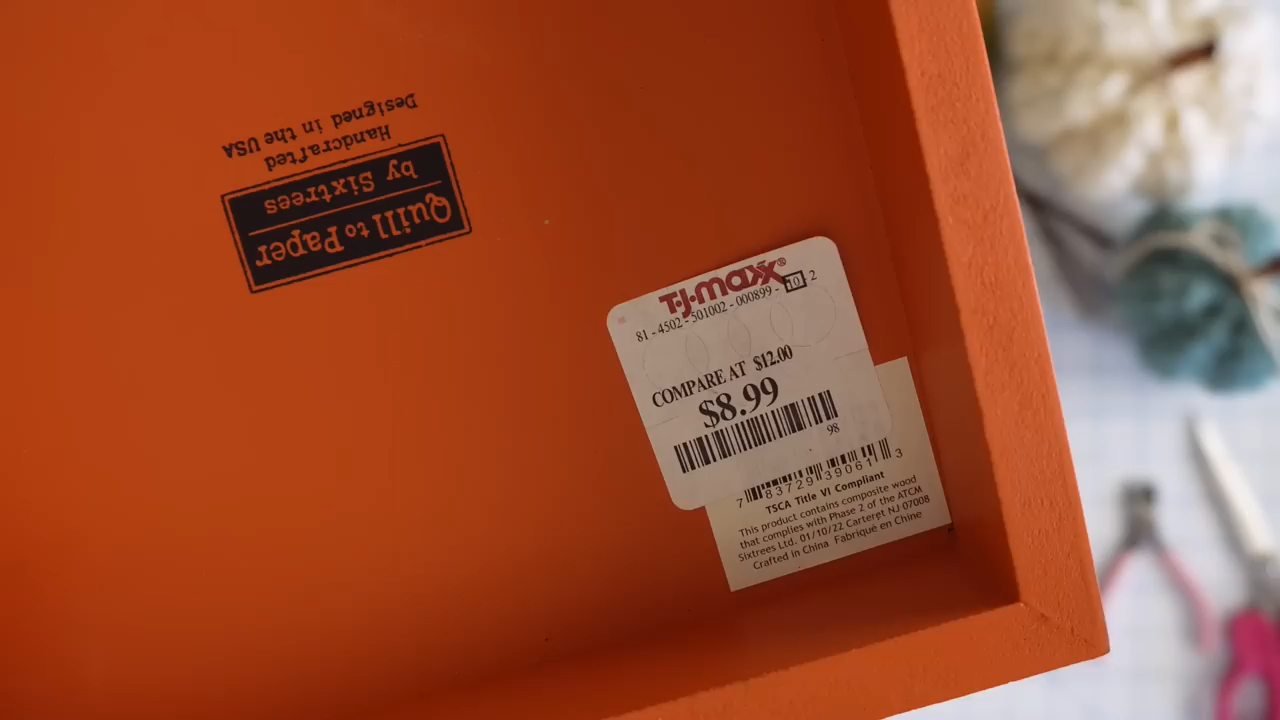 Quill to Paper
by Sixtrees
Handcrafted
Designed in the USA
T·J·maxx®
81 - 4502 - 501002 - 000899 - 10 - 2
COMPARE AT $12.00
$8.99
98
7 83729 39061 3
TSCA Title VI Compliant
This product contains composite wood
that complies with Phase 2 of the ATCM
Sixtrees Ltd. 01/10/22 Carteret NJ 07008
Crafted in China Fabriqué en Chine